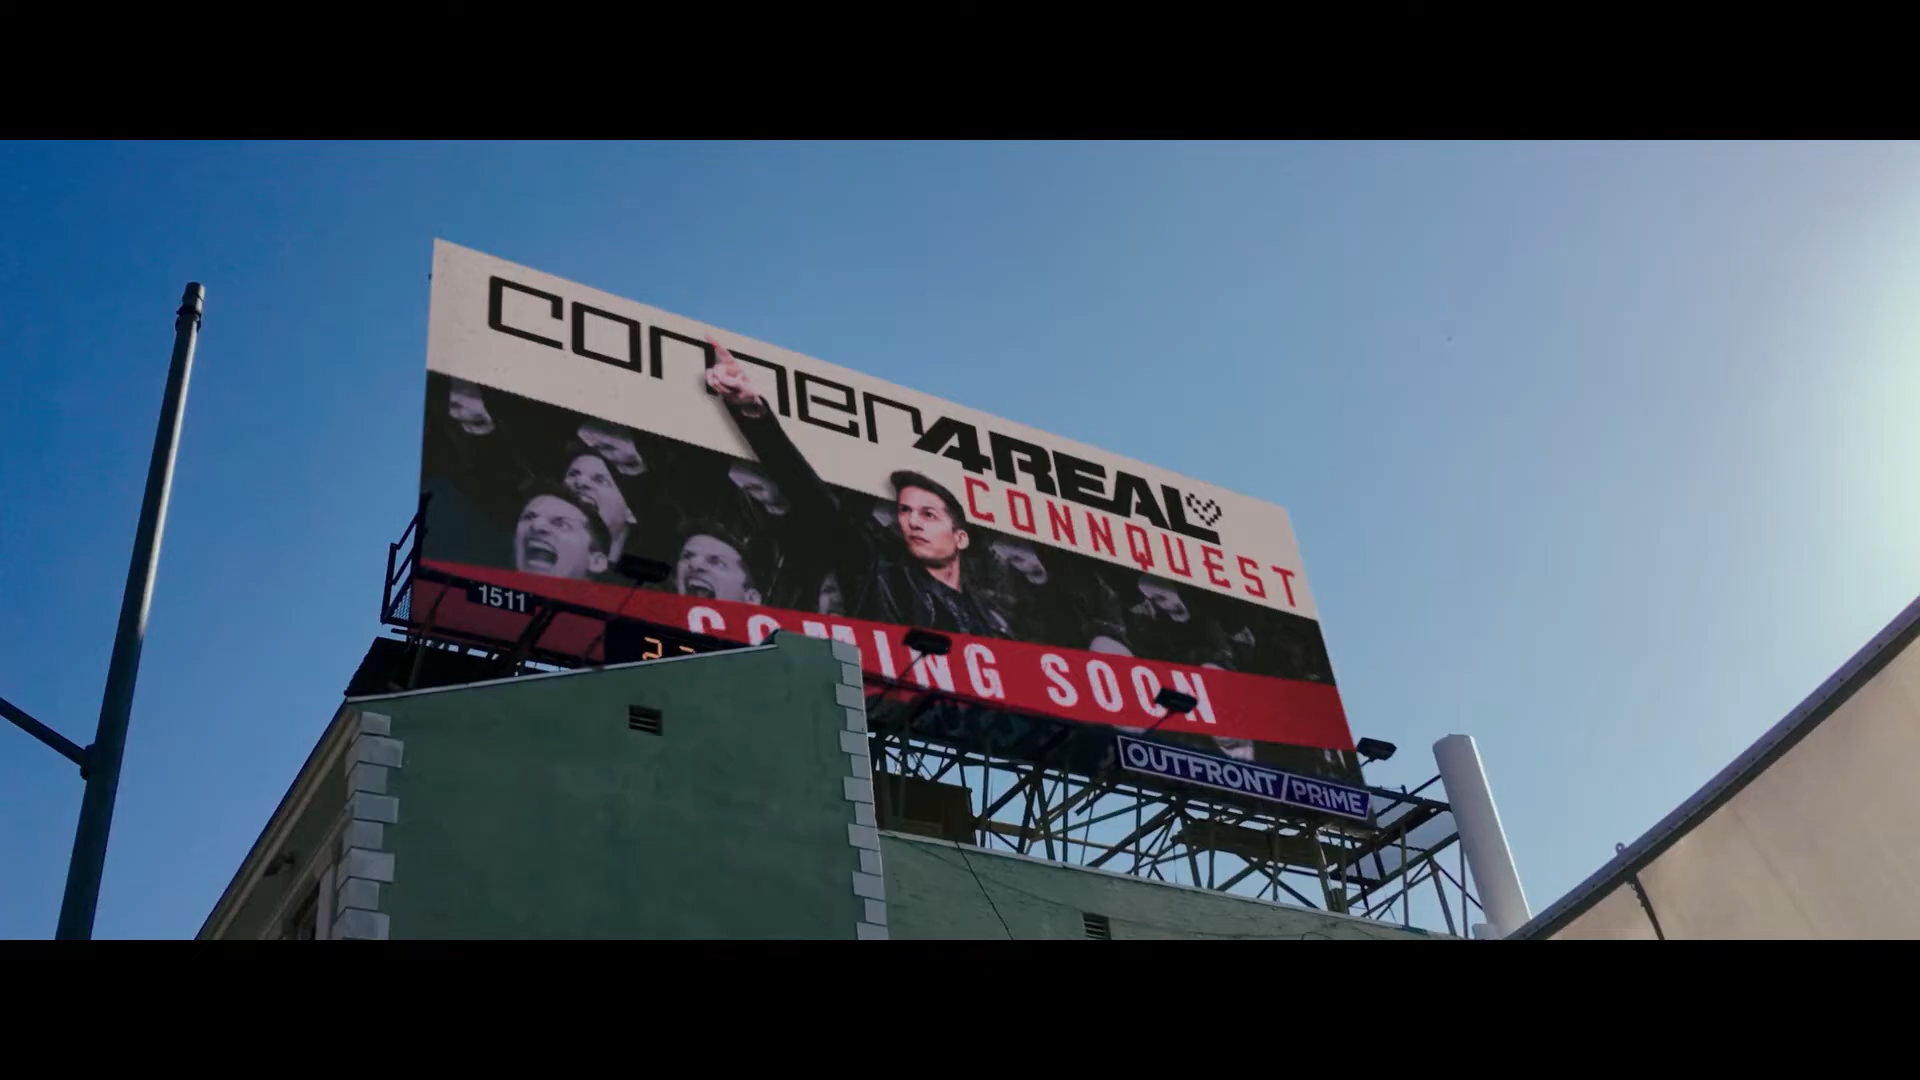 conner4REAL
CONNQUEST
1511
COMING SOON
OUTFRONT/PRIME